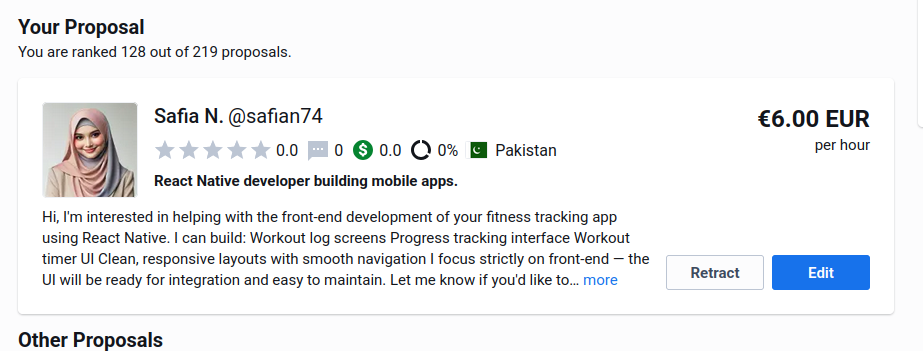 Your Proposal
You are ranked 128 out of 219 proposals.
Safia N. @safian74
€6.00 EUR
0.0 0 0.0 0% Pakistan
per hour
React Native developer building mobile apps.
Hi, I'm interested in helping with the front-end development of your fitness tracking app
using React Native. I can build: Workout log screens Progress tracking interface Workout
timer UI Clean, responsive layouts with smooth navigation I focus strictly on front-end — the
UI will be ready for integration and easy to maintain. Let me know if you'd like to... more
Retract Edit
Other Proposals